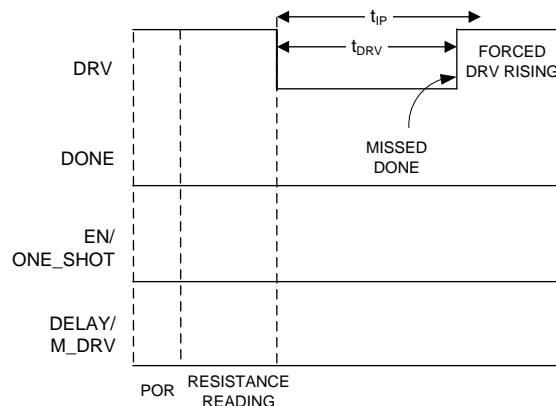 tIP
tDRV
FORCED
DRV RISING
DRV
MISSED
DONE
DONE
EN/
ONE_SHOT
DELAY/
M_DRV
POR
RESISTANCE
READING